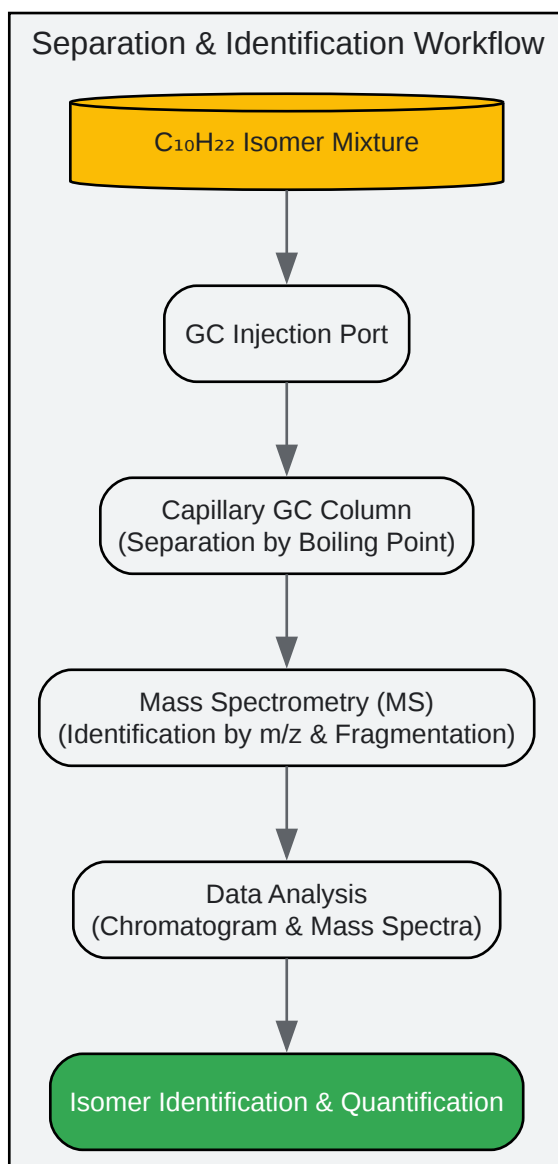 Separation & Identification Workflow
C₁₀H₂₂ Isomer Mixture
GC Injection Port
Capillary GC Column
(Separation by Boiling Point)
Mass Spectrometry (MS)
(Identification by m/z & Fragmentation)
Data Analysis
(Chromatogram & Mass Spectra)
Isomer Identification & Quantification